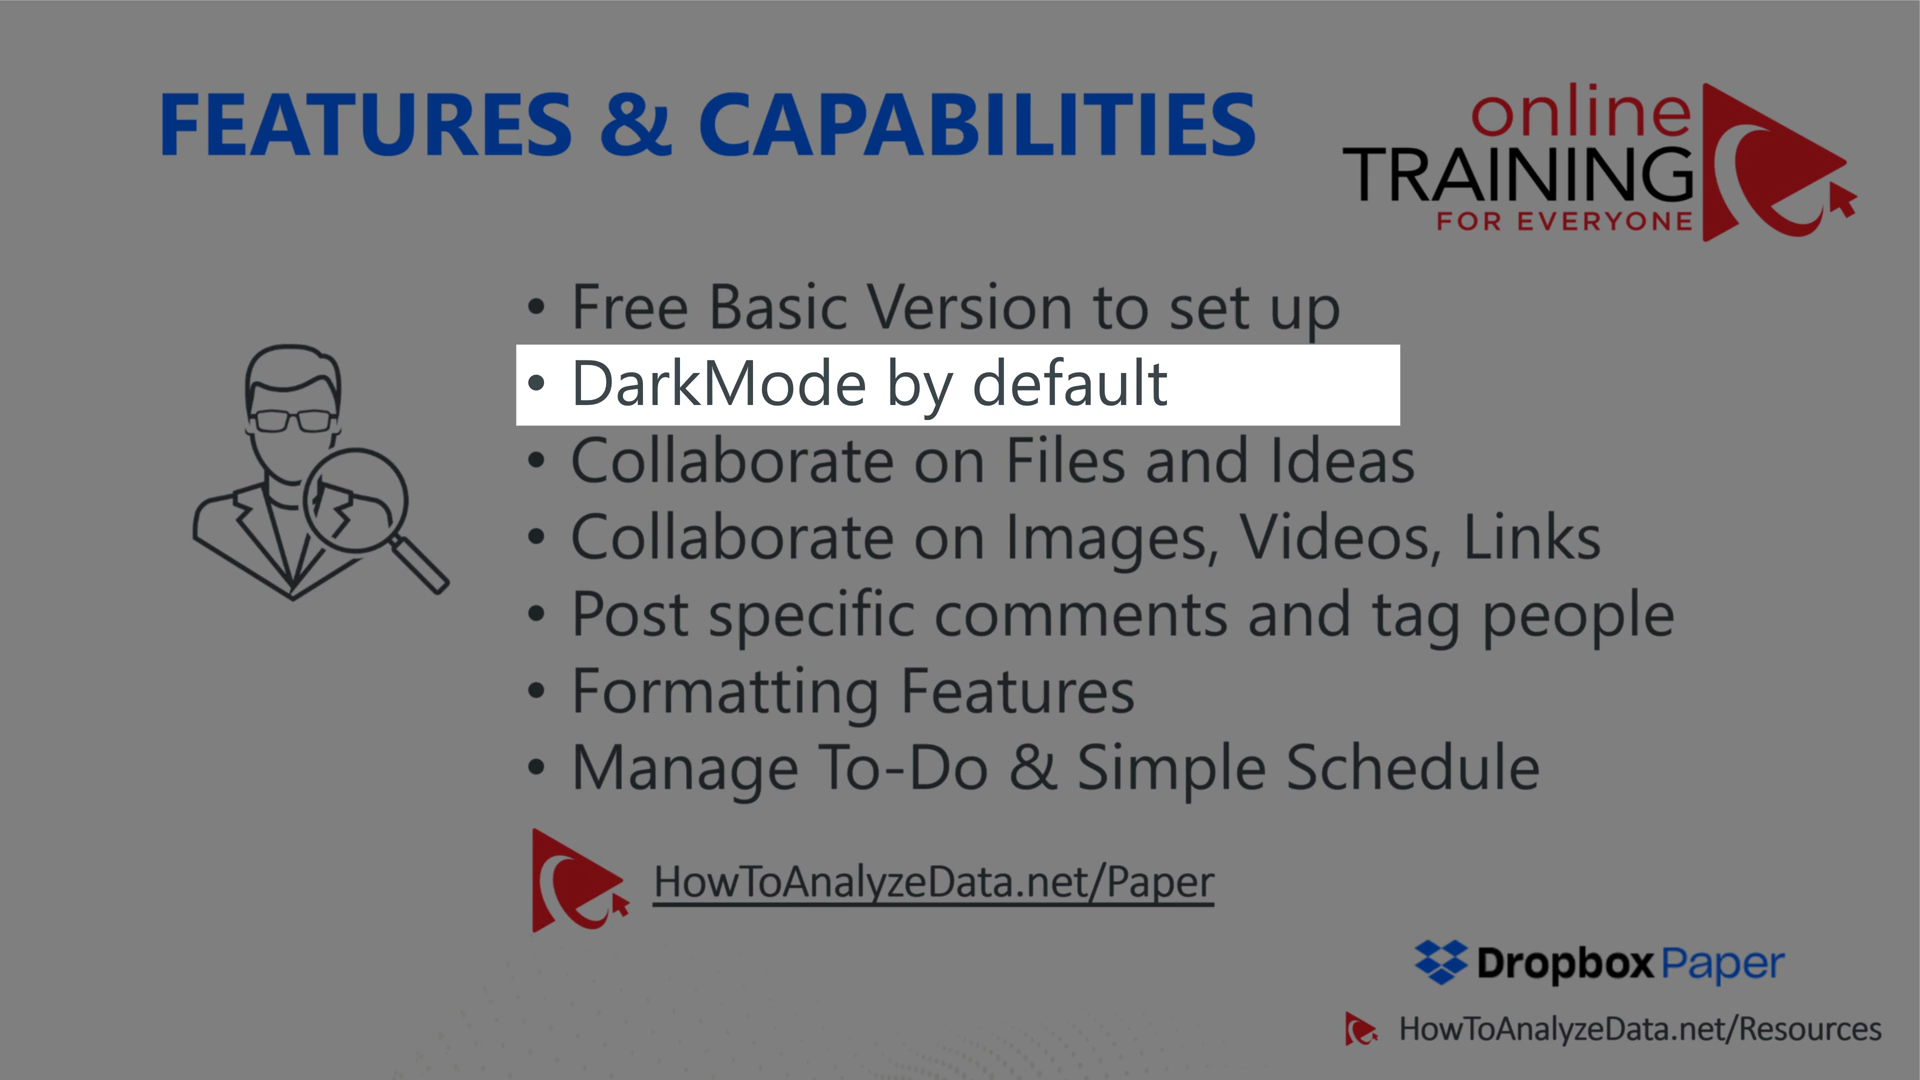 FEATURES & CAPABILITIES
online
TRAINING
FOR EVERYONE
• Free Basic Version to set up
• DarkMode by default
• Collaborate on Files and Ideas
• Collaborate on Images, Videos, Links
• Post specific comments and tag people
• Formatting Features
• Manage To-Do & Simple Schedule
HowToAnalyzeData.net/Paper
Dropbox Paper
HowToAnalyzeData.net/Resources